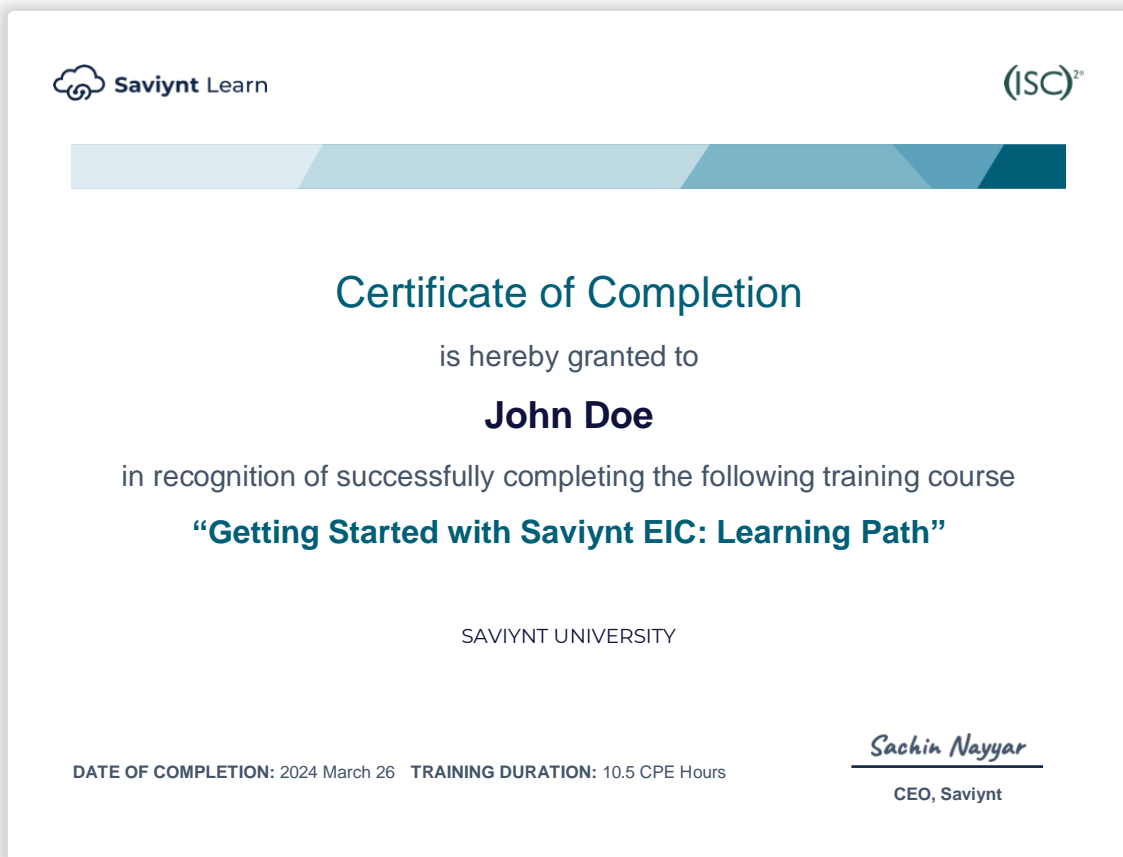 Saviynt Learn
(ISC)²®
Certificate of Completion
is hereby granted to
John Doe
in recognition of successfully completing the following training course
“Getting Started with Saviynt EIC: Learning Path”
SAVIYNT UNIVERSITY
Sachin Nayyar
DATE OF COMPLETION: 2024 March 26 TRAINING DURATION: 10.5 CPE Hours
CEO, Saviynt